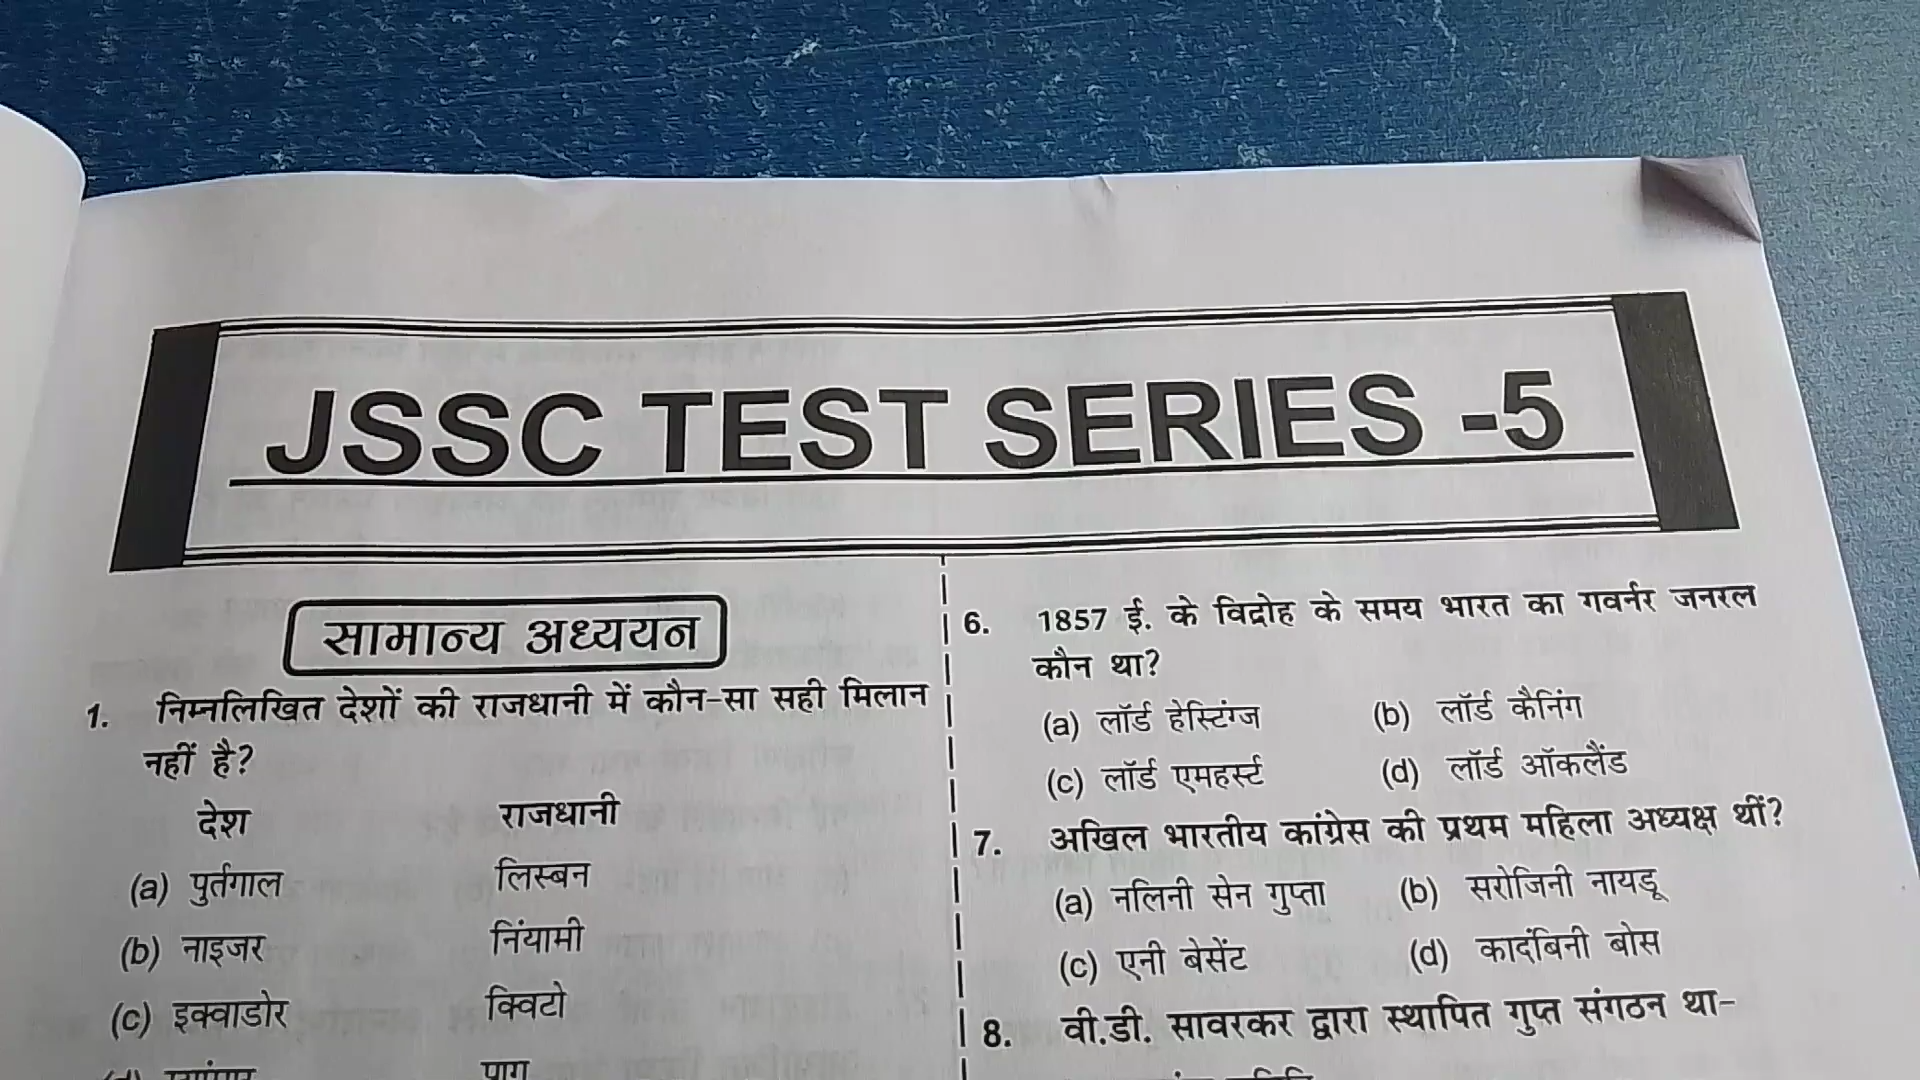 JSSC TEST SERIES -5
सामान्य अध्ययन
1. निम्नलिखित देशों की राजधानी में कौन-सा सही मिलान
नहीं है?
देश राजधानी
(a) पुर्तगाल लिस्बन
(b) नाइजर निंयामी
(c) इक्वाडोर क्विटो
6. 1857 ई. के विद्रोह के समय भारत का गवर्नर जनरल
कौन था?
(a) लॉर्ड हेस्टिंग्ज (b) लॉर्ड कैनिंग
(c) लॉर्ड एमहर्स्ट (d) लॉर्ड ऑकलैंड
7. अखिल भारतीय कांग्रेस की प्रथम महिला अध्यक्ष थीं?
(a) नलिनी सेन गुप्ता (b) सरोजिनी नायडू
(c) एनी बेसेंट (d) कादंबिनी बोस
8. वी.डी. सावरकर द्वारा स्थापित गुप्त संगठन था-